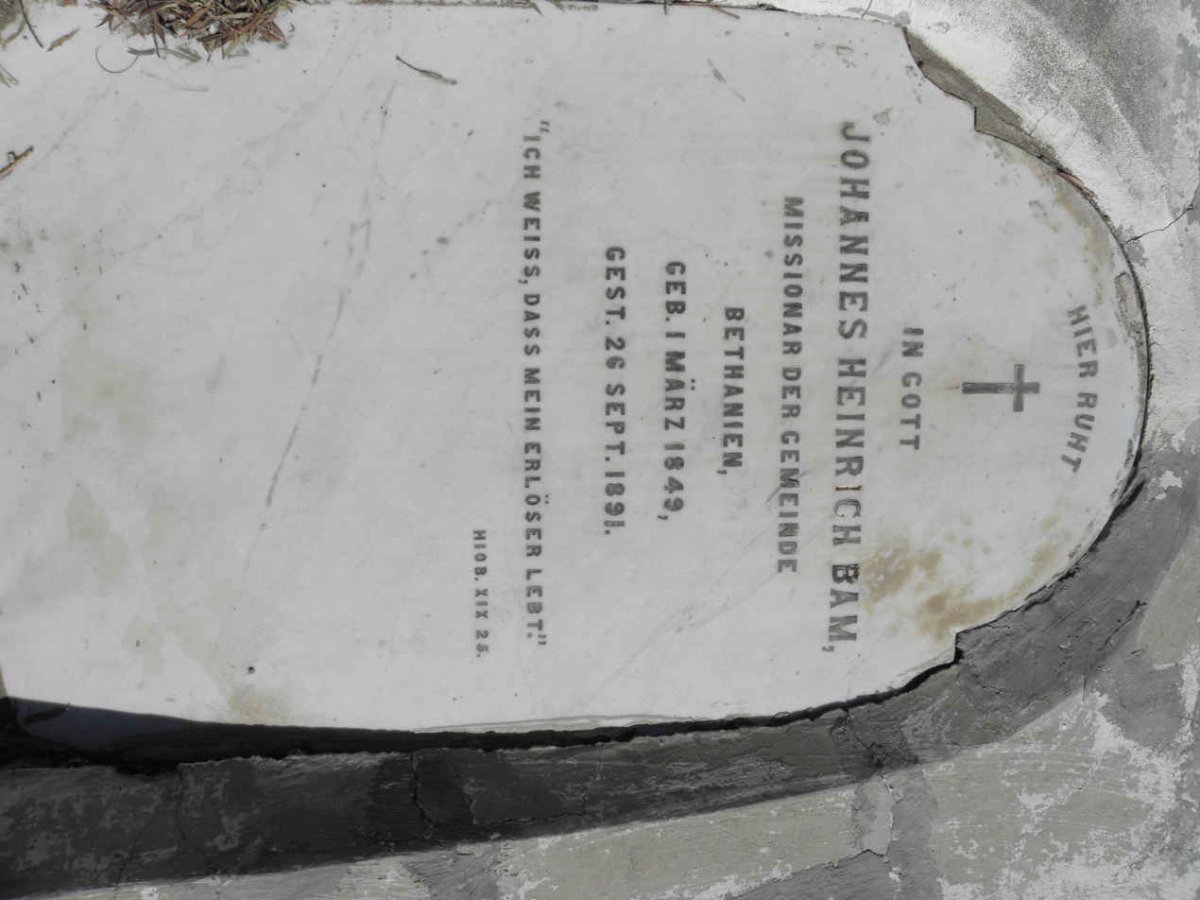 HIER RUHT
IN GOTT
JOHANNES HEINRICH BAM,
MISSIONAR DER GEMEINDE
BETHANIEN,
GEB. 1 MÄRZ 1849,
GEST. 26 SEPT. 1891.
"ICH WEISS, DASS MEIN ERLÖSER LEBT."
HIOB. XIX 25.